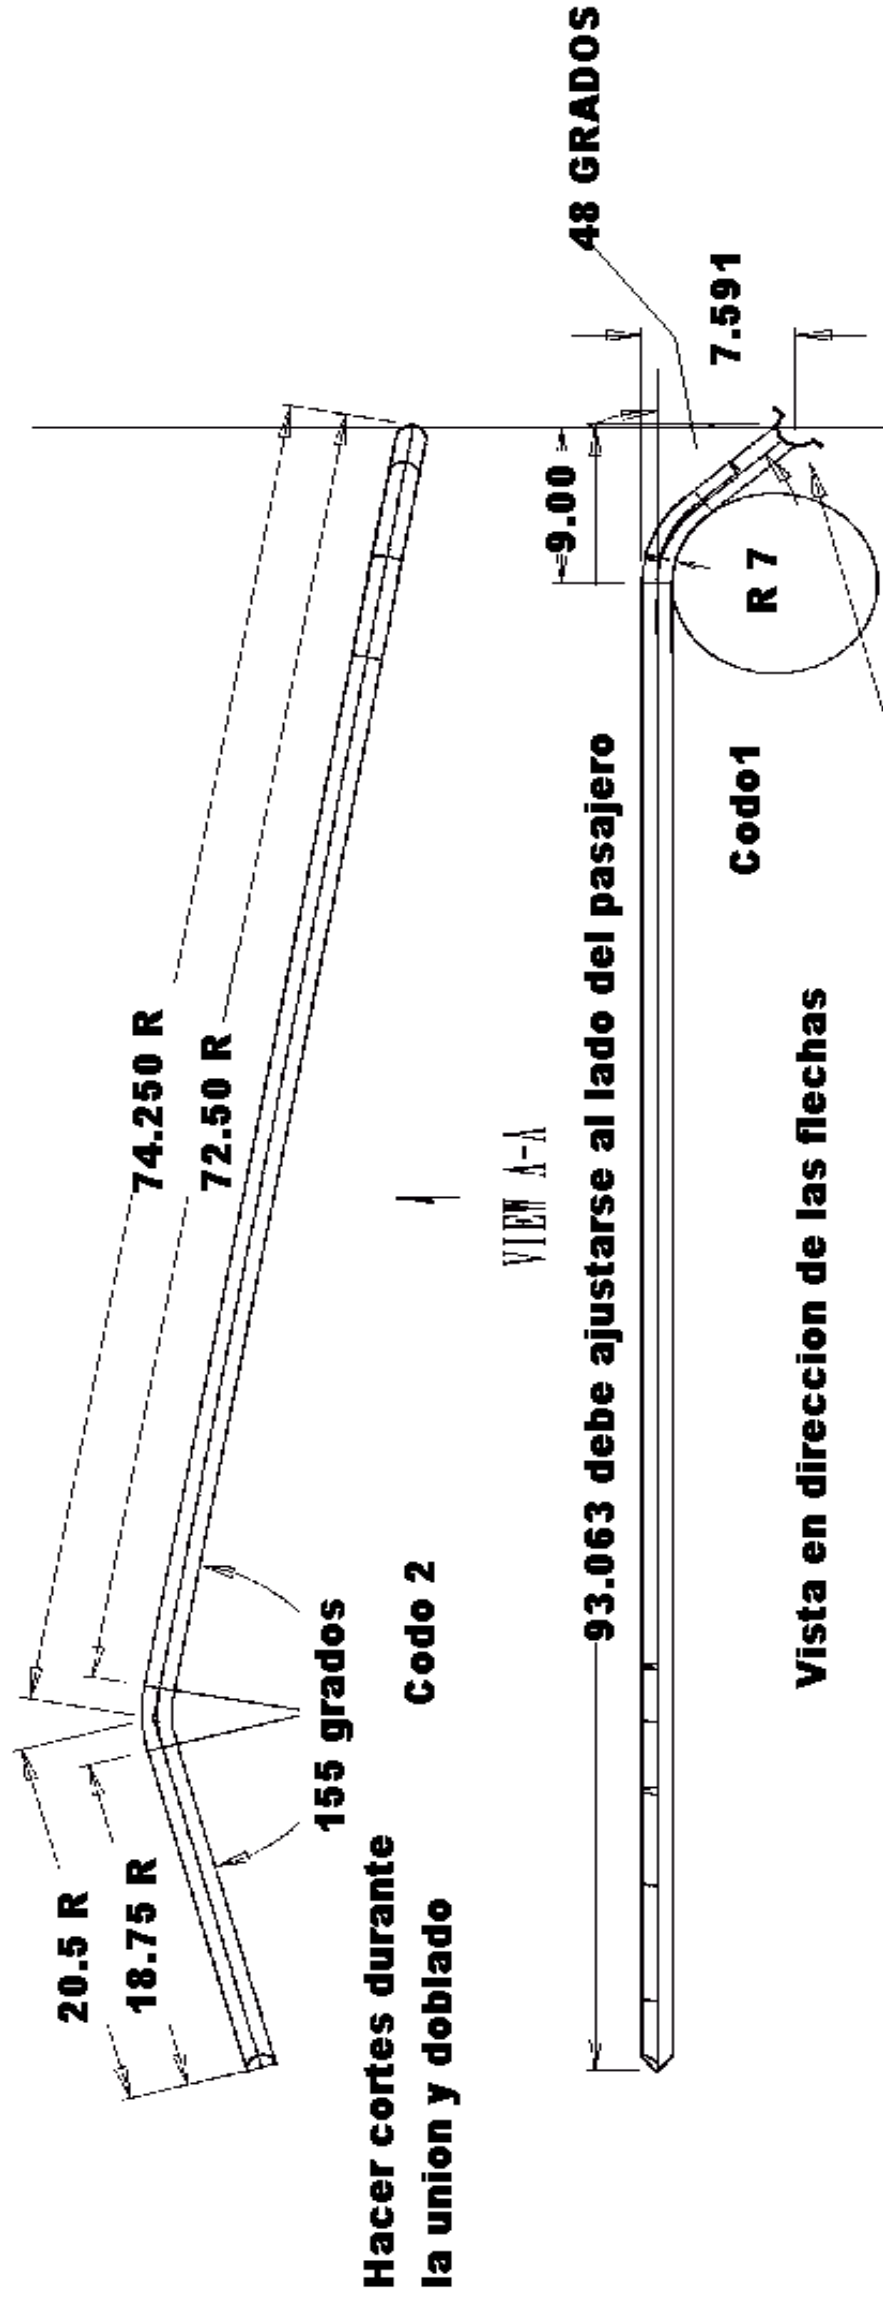 20.5 R
18.75 R
74.250 R
72.50 R
155 grados
Codo 2
Hacer cortes durante
la union y doblado
VIEW A-A
93.063 debe ajustarse al lado del pasajero
9.00
48 GRADOS
7.591
R 7
Codo1
Vista en direccion de las flechas